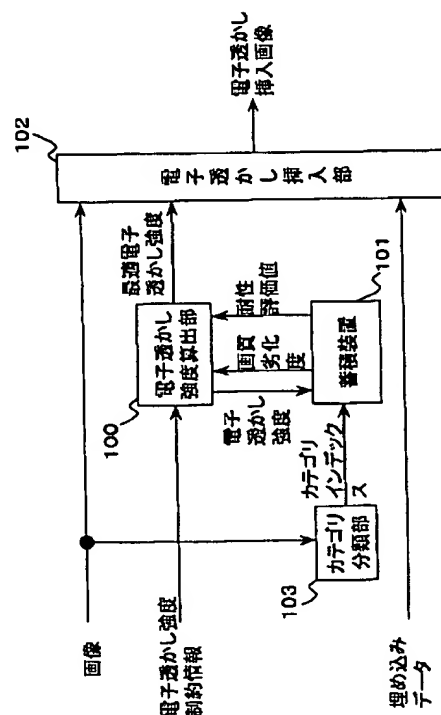 画像
電子透かし強度
制約情報
埋め込み
データ
103
カテゴリ
分類部
カテゴリ
インデック
ス
100
電子透かし
強度算出部
電子
透かし
強度
画質
劣化
度
耐性
評価値
101
蓄積装置
最適電子
透かし強度
102
電子透かし挿入部
電子透かし
挿入画像